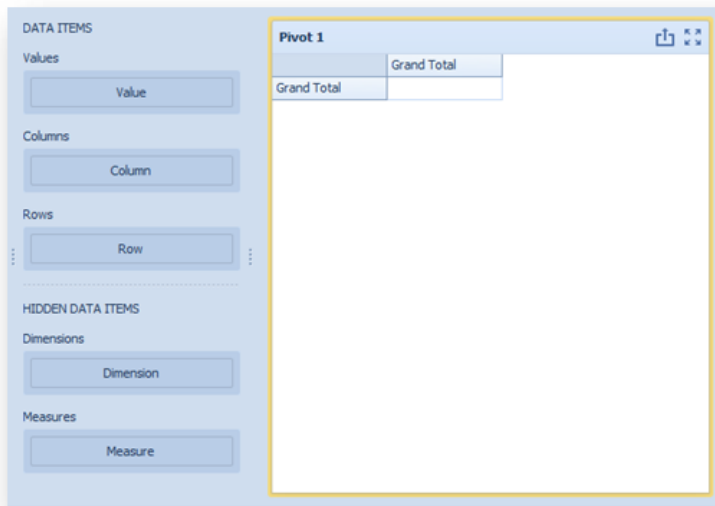 DATA ITEMS
Values
Value
Columns
Column
Rows
Row
HIDDEN DATA ITEMS
Dimensions
Dimension
Measures
Measure
Pivot 1
Grand Total
Grand Total